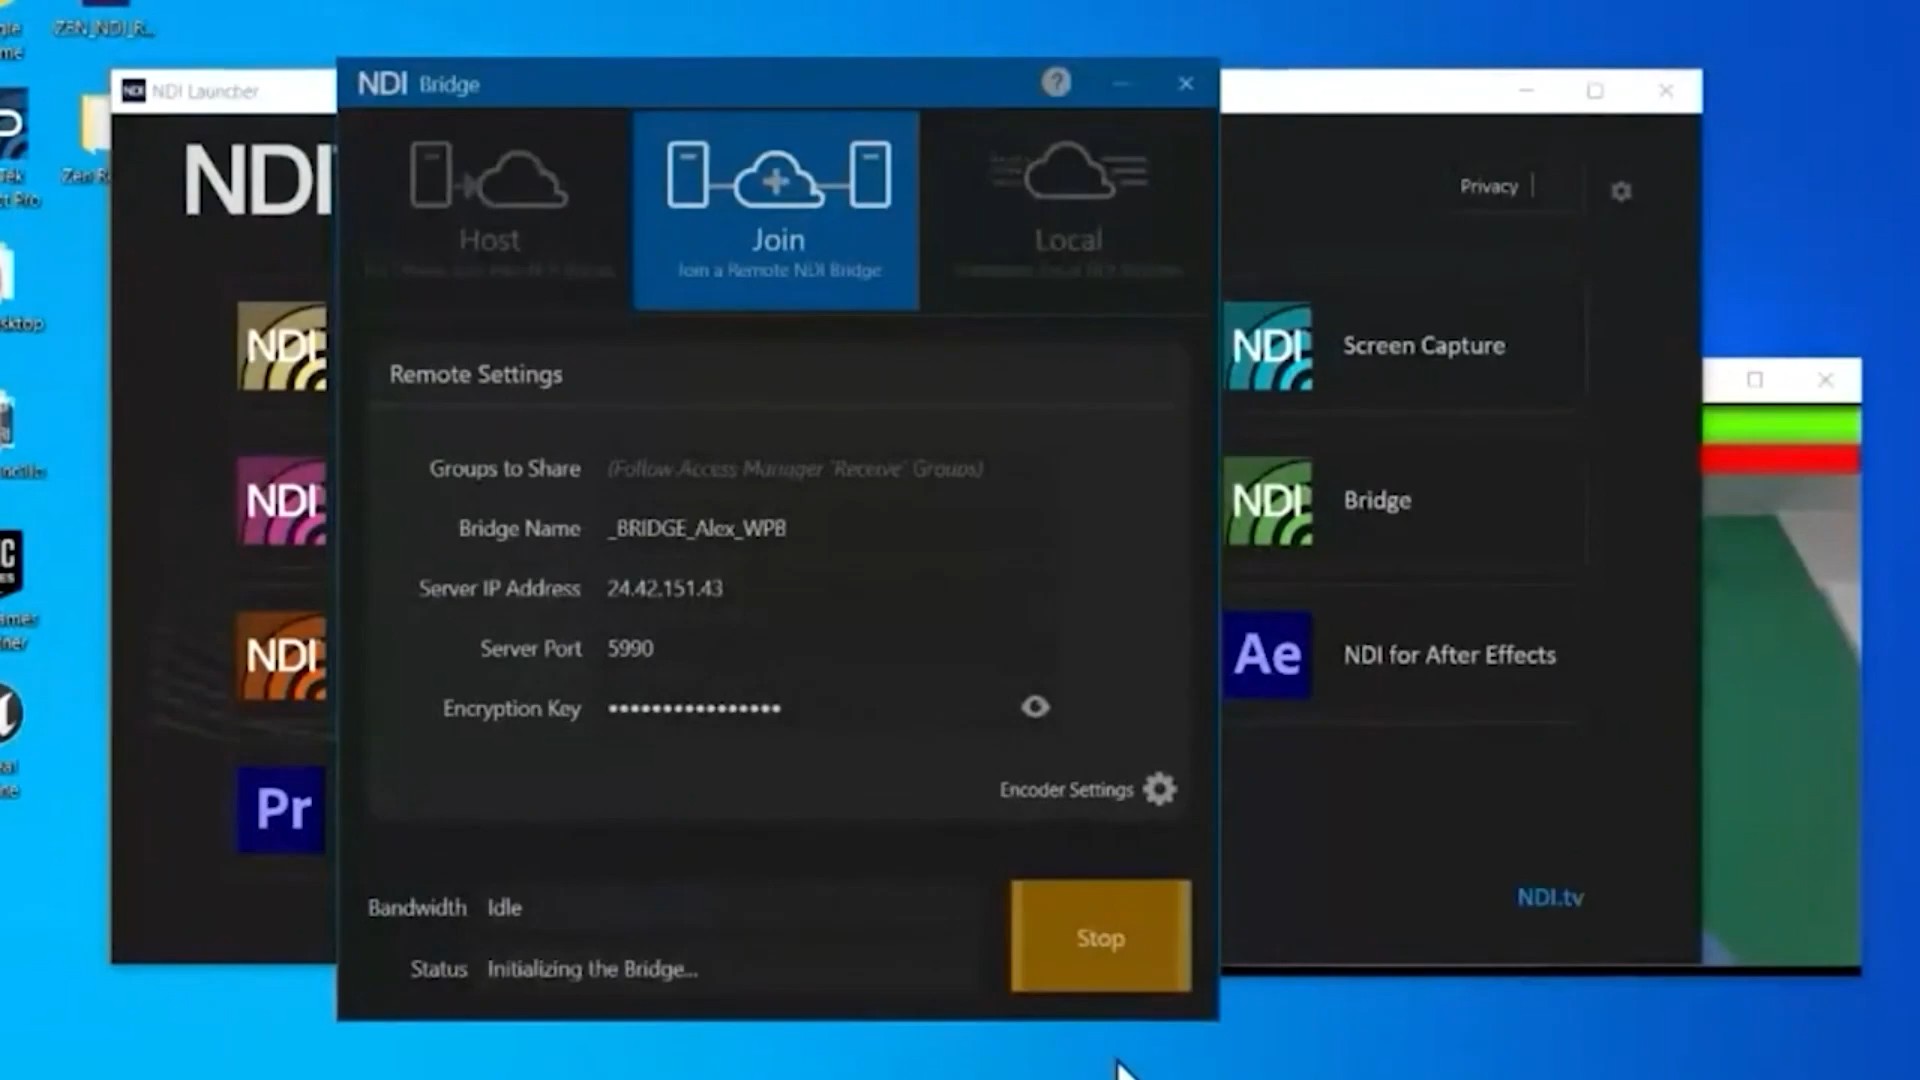 ZEN_NDI_R...
NDI Launcher
NDI Bridge
?
NDI
Host
Join
Join a Remote NDI Bridge
Local
Privacy
Remote Settings
Groups to Share (Follow Access Manager 'Receive' Groups)
Bridge Name _BRIDGE_Alex_WPB
Server IP Address 24.42.151.43
Server Port 5990
Encryption Key ••••••••••••••••
Encoder Settings
Bandwidth Idle
Status Initializing the Bridge...
Stop
NDI
NDI
NDI
Pr
NDI Screen Capture
NDI Bridge
Ae NDI for After Effects
NDI.tv